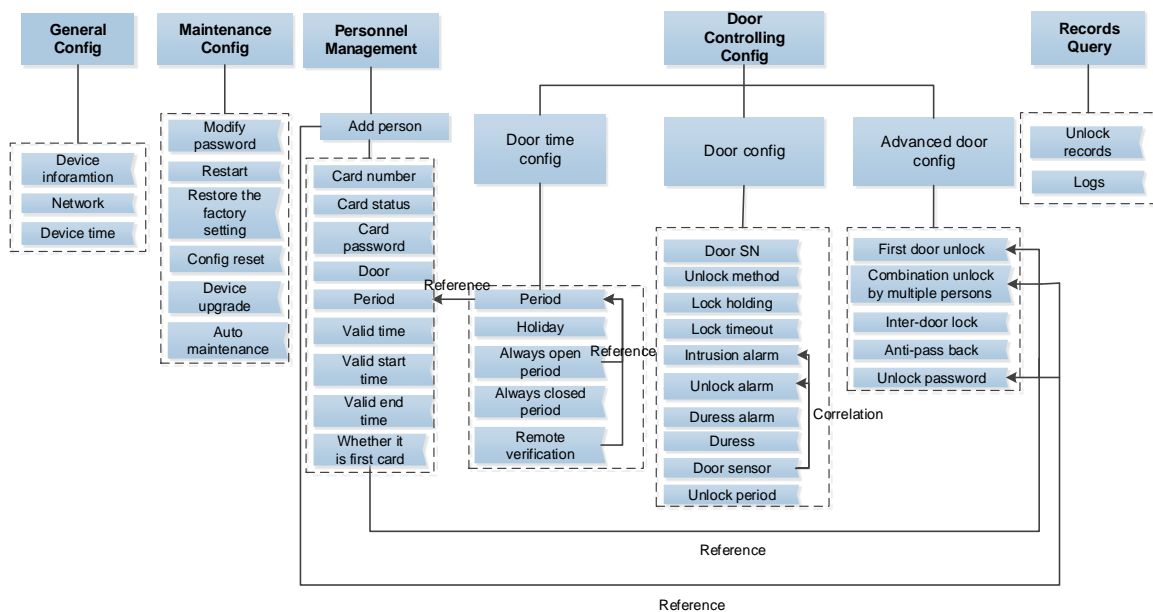 General
Config
Maintenance
Config
Personnel
Management
Door
Controlling
Config
Records
Query
Device
inforamtion
Network
Device time
Modify
password
Restart
Restore the
factory
setting
Config reset
Device
upgrade
Auto
maintenance
Add person
Card number
Card status
Card
password
Door
Period
Valid time
Valid start
time
Valid end
time
Whether it
is first card
Door time
config
Reference
Period
Holiday
Always open
period
Reference
Always closed
period
Remote
verification
Door config
Door SN
Unlock method
Lock holding
Lock timeout
Intrusion alarm
Unlock alarm
Duress alarm
Duress
Door sensor
Unlock period
Correlation
Advanced door
config
First door unlock
Combination unlock
by multiple persons
Inter-door lock
Anti-pass back
Unlock password
Unlock
records
Logs
Reference
Reference